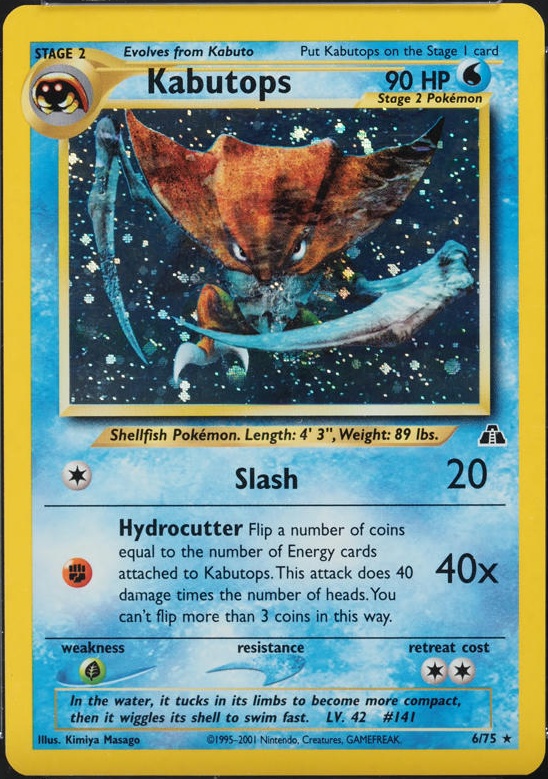 STAGE 2 Evolves from Kabuto Put Kabutops on the Stage 1 card
Kabutops 90 HP
Stage 2 Pokémon
Shellfish Pokémon. Length: 4' 3", Weight: 89 lbs.
Slash 20
Hydrocutter Flip a number of coins
equal to the number of Energy cards
attached to Kabutops. This attack does 40
damage times the number of heads. You
can't flip more than 3 coins in this way.
40x
weakness resistance retreat cost
In the water, it tucks in its limbs to become more compact,
then it wiggles its shell to swim fast. LV. 42 #141
Illus. Kimiya Masago ©1995-2001 Nintendo, Creatures, GAMEFREAK. 6/75 ★